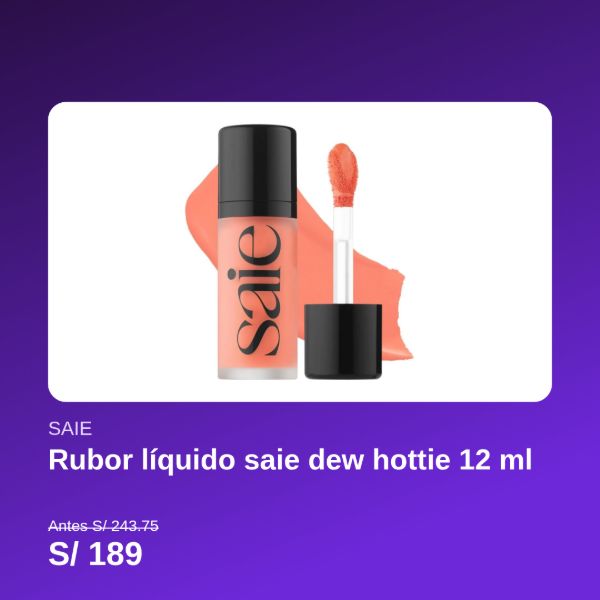 saie
SAIE
Rubor líquido saie dew hottie 12 ml
Antes S/ 243.75
S/ 189